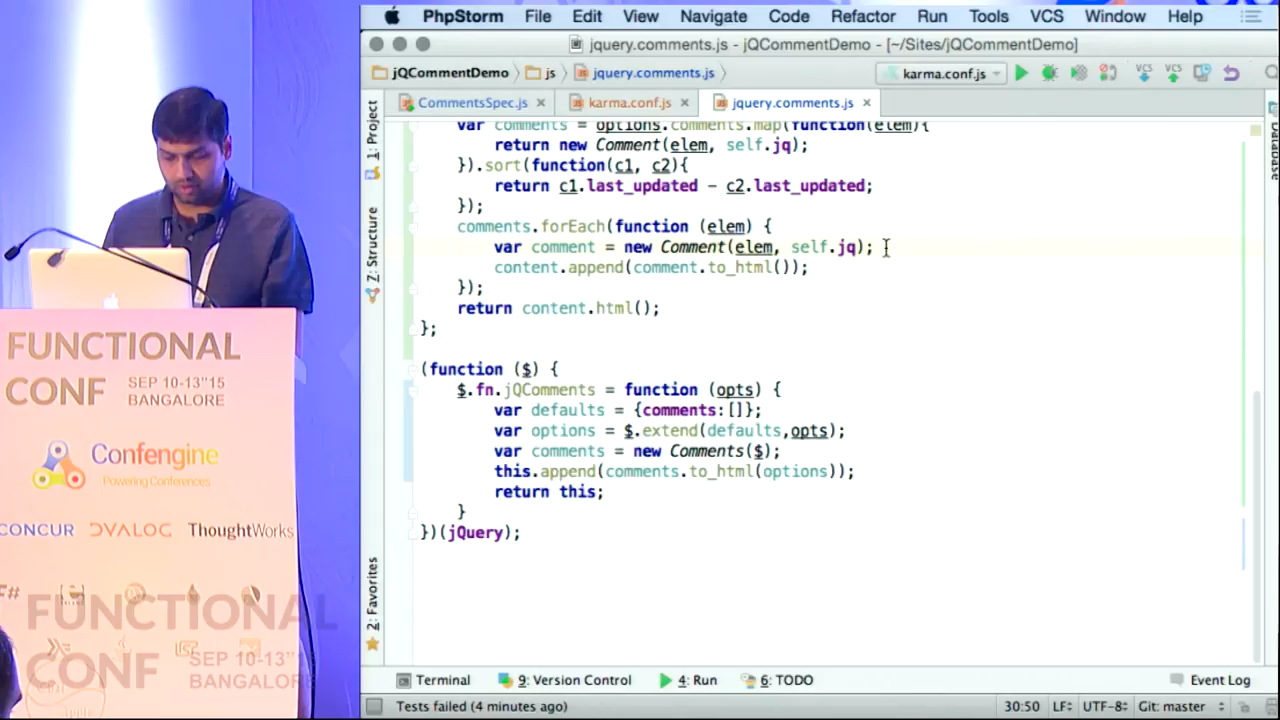 PhpStorm File Edit View Navigate Code Refactor Run Tools VCS Window Help
jquery.comments.js - jQCommentDemo - [~/Sites/jQCommentDemo]
jQCommentDemo js jquery.comments.js karma.conf.js VCS VCS
CommentsSpec.js karma.conf.js jquery.comments.js
1: Project
Z: Structure
2: Favorites
Database
var comments = options.comments.map(function(elem){
return new Comment(elem, self.jq);
}).sort(function(c1, c2){
return c1.last_updated - c2.last_updated;
});
comments.forEach(function (elem) {
var comment = new Comment(elem, self.jq);
content.append(comment.to_html());
});
return content.html();
};
(function ($) {
$.fn.jQComments = function (opts) {
var defaults = {comments:[]};
var options = $.extend(defaults,opts);
var comments = new Comments($);
this.append(comments.to_html(options));
return this;
}
})(jQuery);
Terminal 9: Version Control 4: Run 6: TODO Event Log
Tests failed (4 minutes ago) 30:50 LF UTF-8 Git: master
FUNCTIONAL
CONF SEP 10-13"15
BANGALORE
Confengine
Powering Conferences
CONCUR DYALOC ThoughtWorks
F#
FUNCTIONAL
CONF SEP 10-13"15
BANGALORE